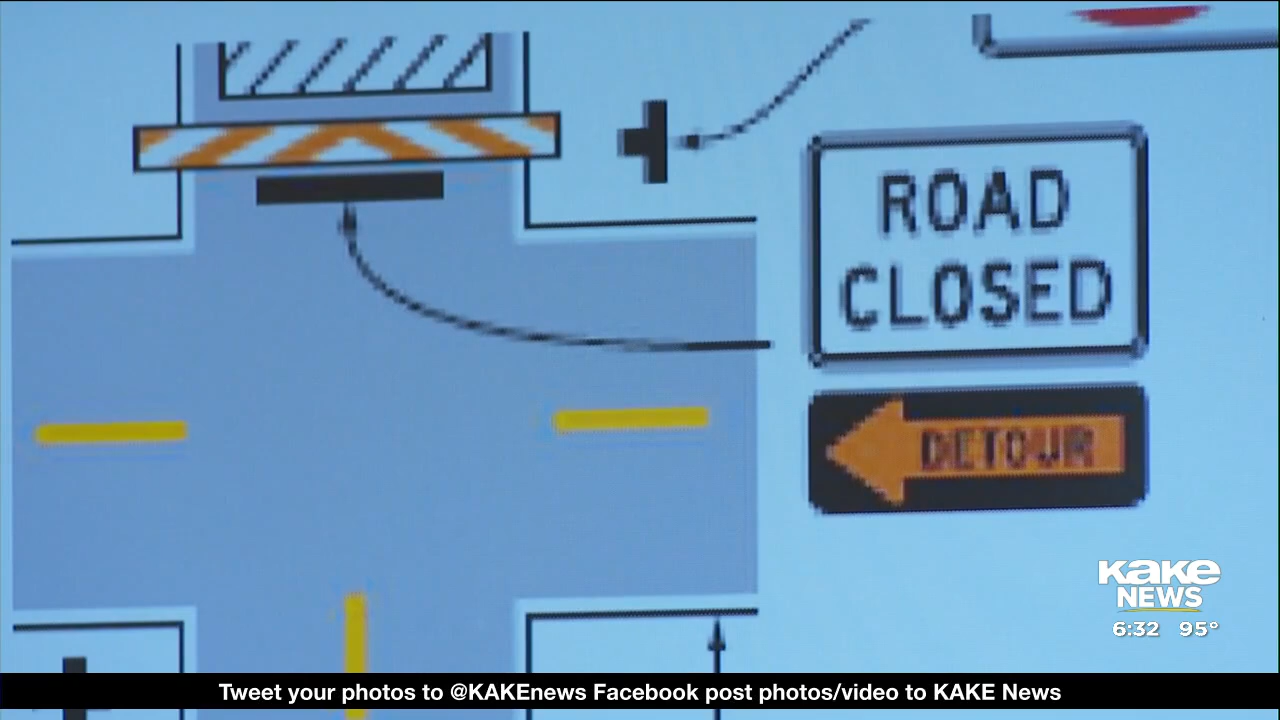 ROAD
CLOSED
DETOUR
KAKE
NEWS
6:32 95°
Tweet your photos to @KAKEnews Facebook post photos/video to KAKE News